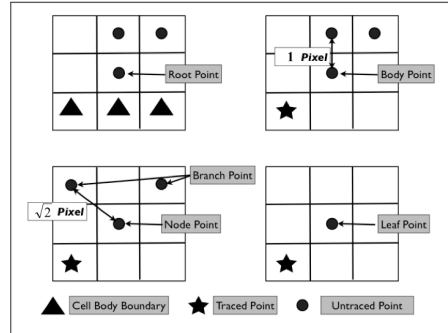 Root Point
1 Pixel
Body Point
Branch Point
√2 Pixel
Node Point
Leaf Point
Cell Body Boundary
Traced Point
Untraced Point